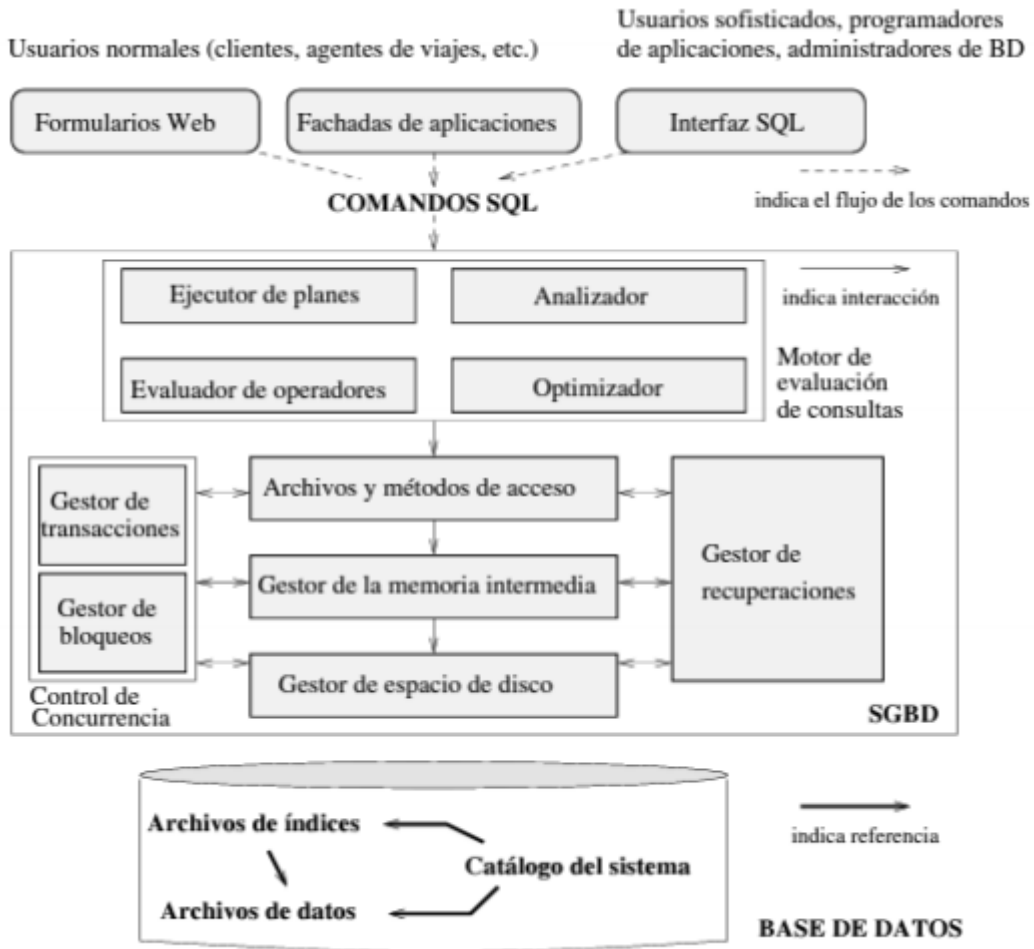 Usuarios normales (clientes, agentes de viajes, etc.)
Usuarios sofisticados, programadores
de aplicaciones, administradores de BD
Formularios Web
Fachadas de aplicaciones
Interfaz SQL
COMANDOS SQL
indica el flujo de los comandos
Ejecutor de planes
Analizador
indica interacción
Evaluador de operadores
Optimizador
Motor de
evaluación
de consultas
Gestor de
transacciones
Archivos y métodos de acceso
Gestor de la memoria intermedia
Gestor de
recuperaciones
Gestor de
bloqueos
Gestor de espacio de disco
Control de
Concurrencia
SGBD
Archivos de índices
indica referencia
Catálogo del sistema
Archivos de datos
BASE DE DATOS